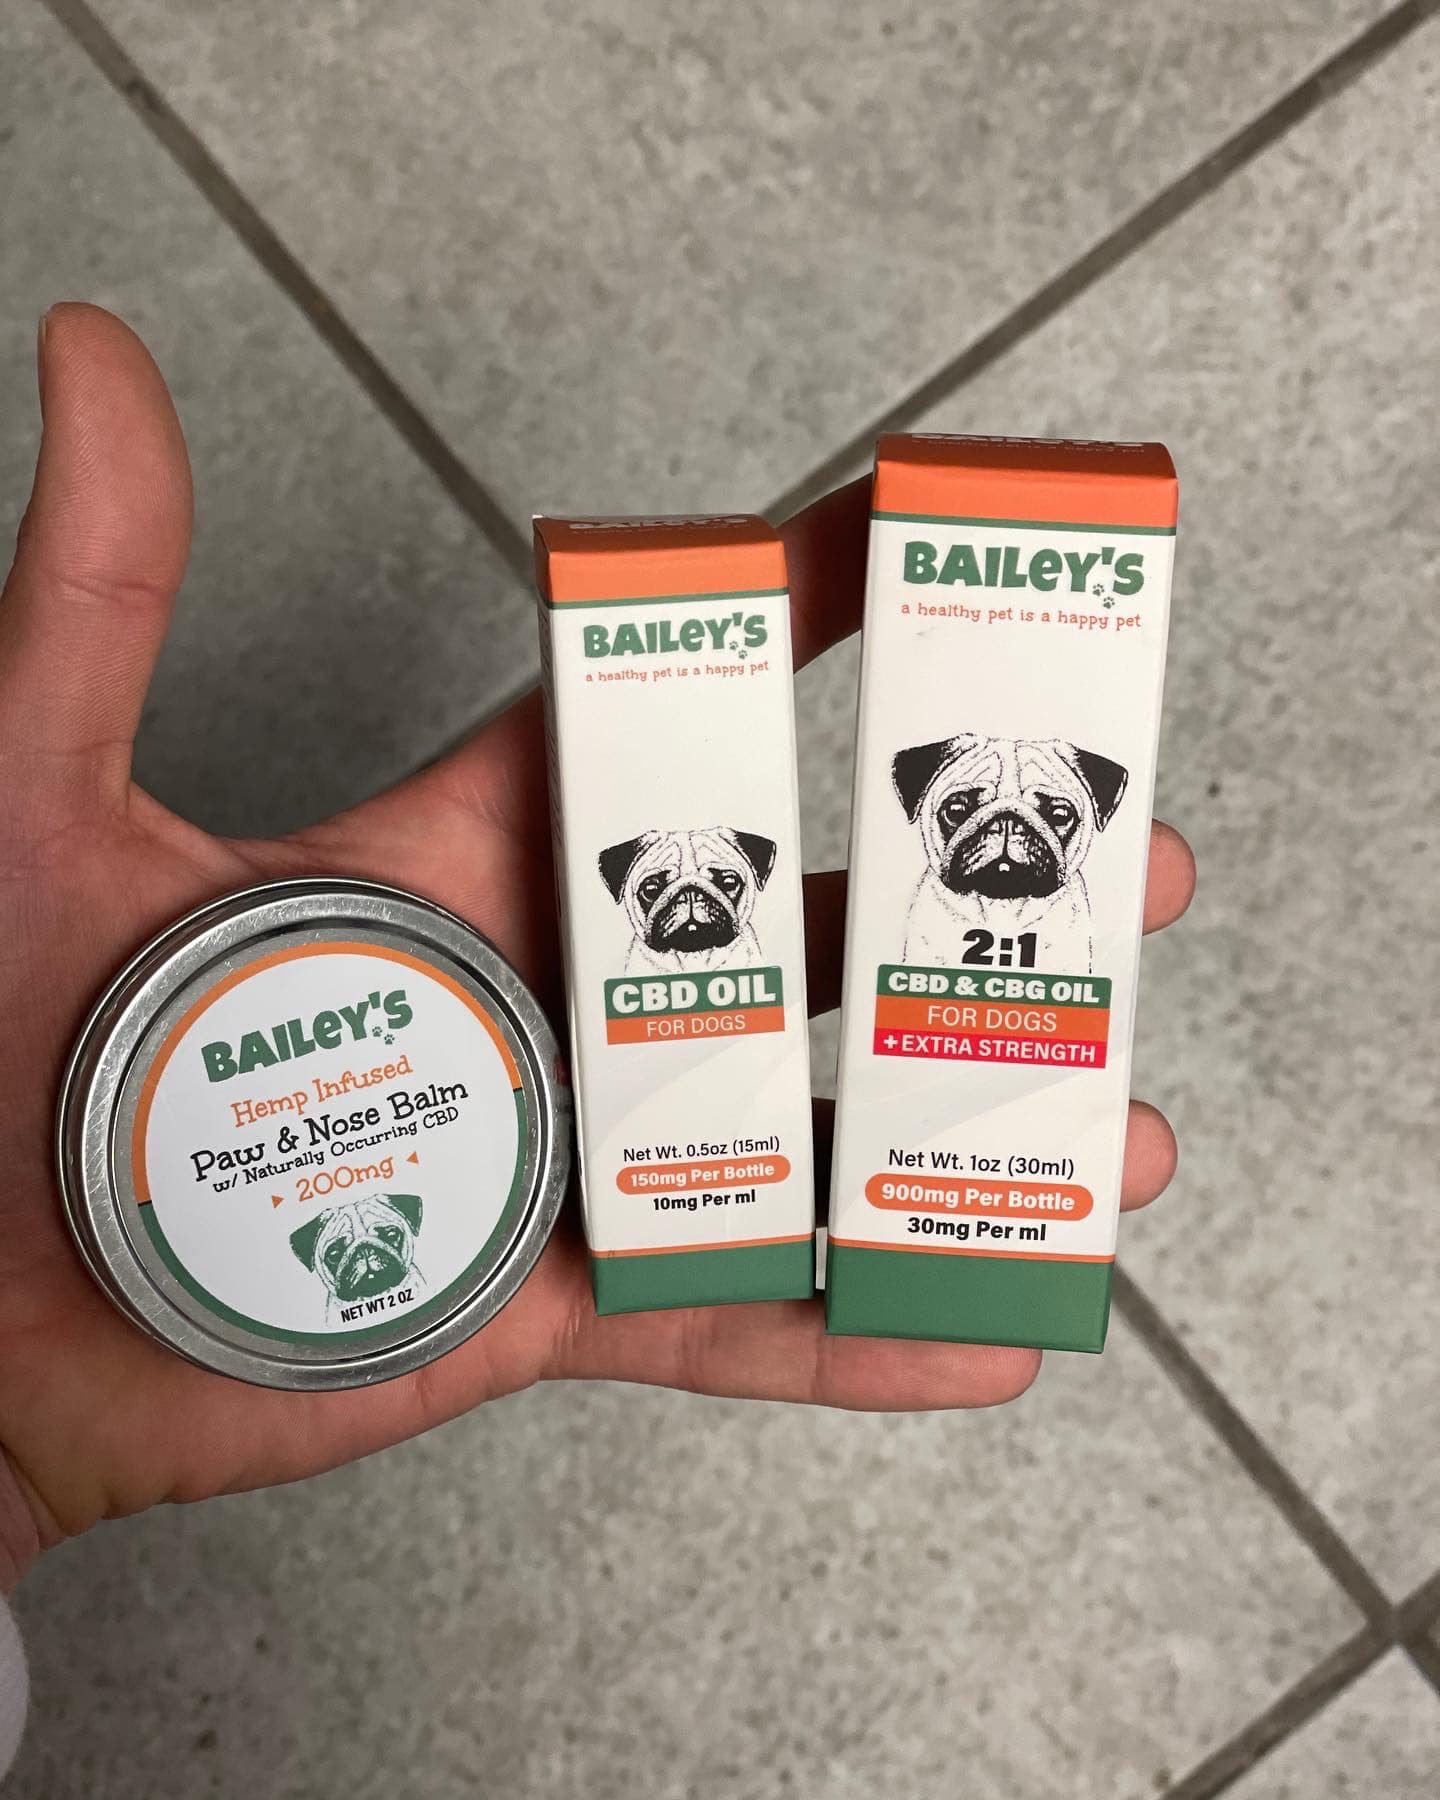 BAILEY'S
Hemp Infused
Paw & Nose Balm
w/ Naturally Occurring CBD
200mg
NET WT 2 OZ
BAILEY'S
a healthy pet is a happy pet
CBD OIL
FOR DOGS
Net Wt. 0.5oz (15ml)
150mg Per Bottle
10mg Per ml
BAILEY'S
a healthy pet is a happy pet
2:1
CBD & CBG OIL
FOR DOGS
+EXTRA STRENGTH
Net Wt. 1oz (30ml)
900mg Per Bottle
30mg Per ml